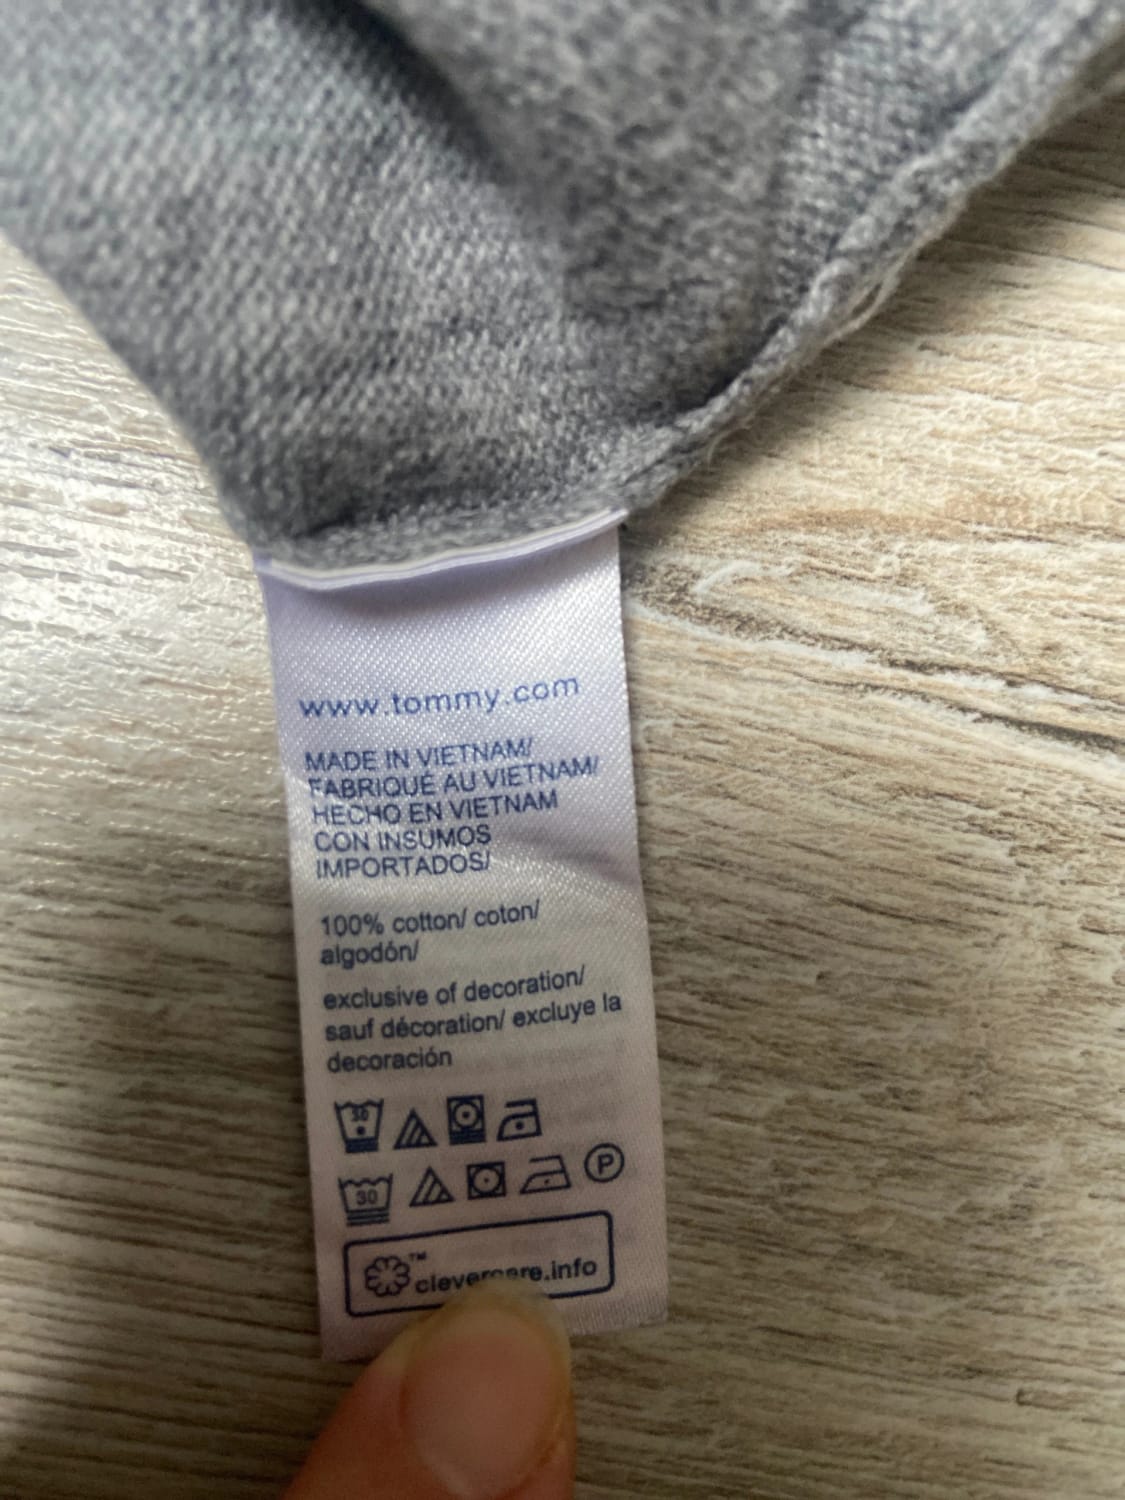 www.tommy.com
MADE IN VIETNAM/
FABRIQUÉ AU VIETNAM/
HECHO EN VIETNAM
CON INSUMOS
IMPORTADOS/
100% cotton/ coton/
algodón/
exclusive of decoration/
sauf décoration/ excluye la
decoración
30
30 P
™ clevercare.info